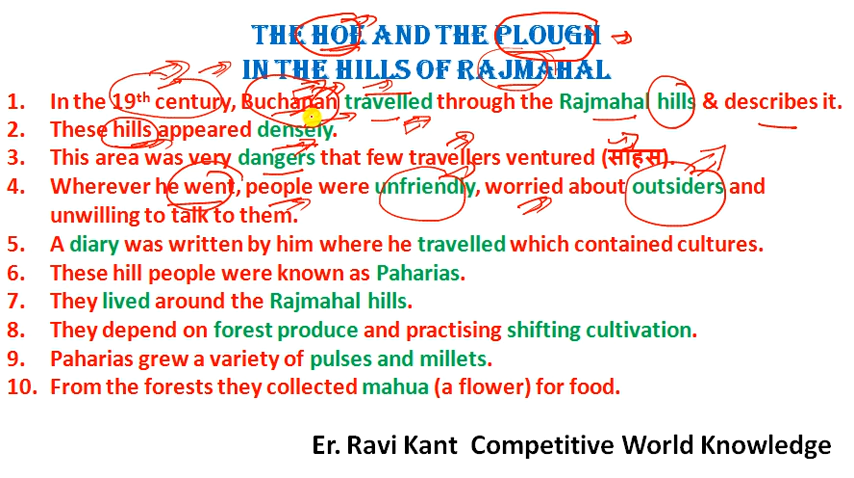 THE HOE AND THE PLOUGH
IN THE HILLS OF RAJMAHAL
1. In the 19th century, Buchanan travelled through the Rajmahal hills & describes it.
2. These hills appeared densely.
3. This area was very dangers that few travellers ventured (साहस).
4. Wherever he went, people were unfriendly, worried about outsiders and
unwilling to talk to them.
5. A diary was written by him where he travelled which contained cultures.
6. These hill people were known as Paharias.
7. They lived around the Rajmahal hills.
8. They depend on forest produce and practising shifting cultivation.
9. Paharias grew a variety of pulses and millets.
10. From the forests they collected mahua (a flower) for food.
Er. Ravi Kant Competitive World Knowledge